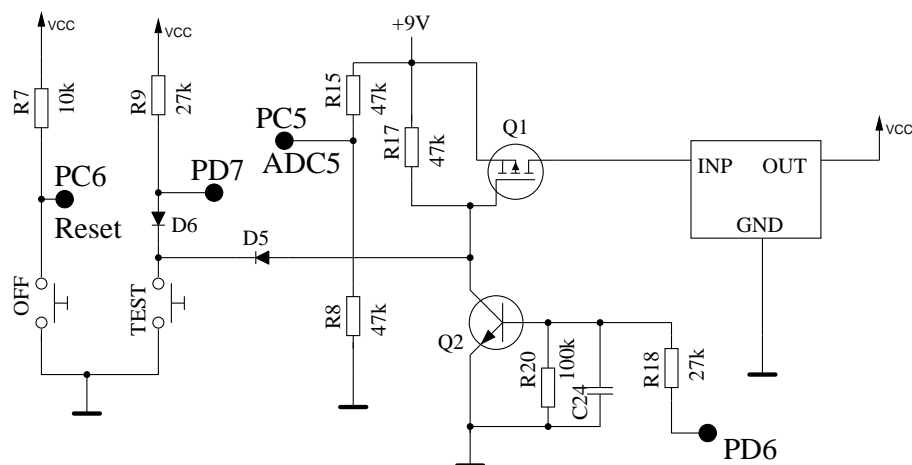 VCC
VCC
+9V
R7
10k
R9
27k
R15
47k
R17
47k
Q1
VCC
PC5
ADC5
INP
OUT
GND
PC6
Reset
PD7
D6
D5
OFF
TEST
R8
47k
Q2
R20
100k
C24
R18
27k
PD6